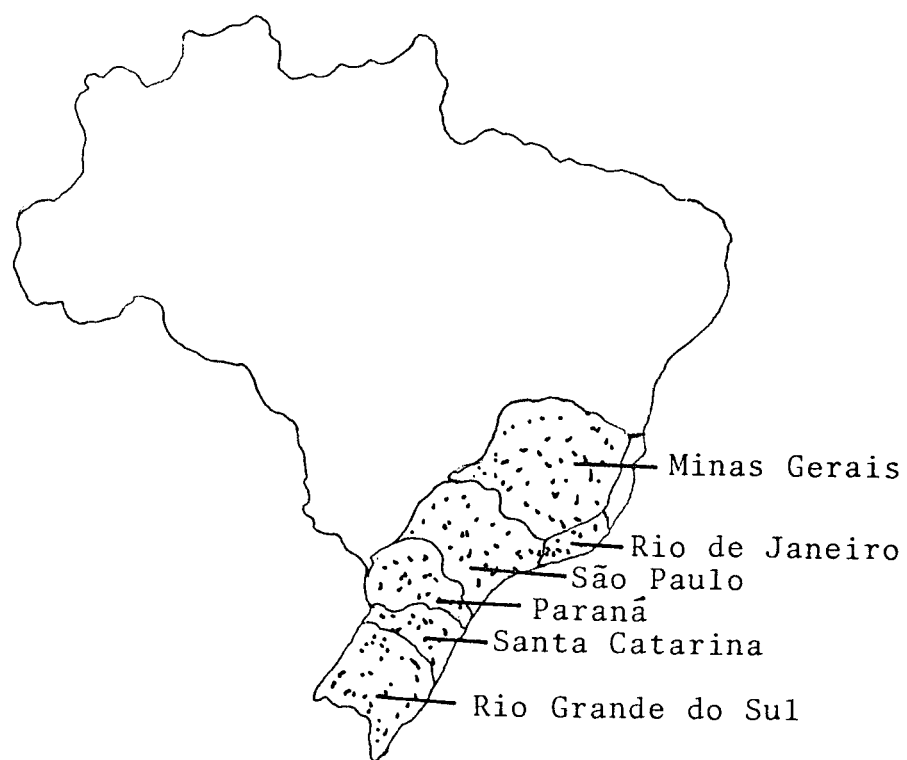 Minas Gerais
Rio de Janeiro
São Paulo
Paraná
Santa Catarina
Rio Grande do Sul